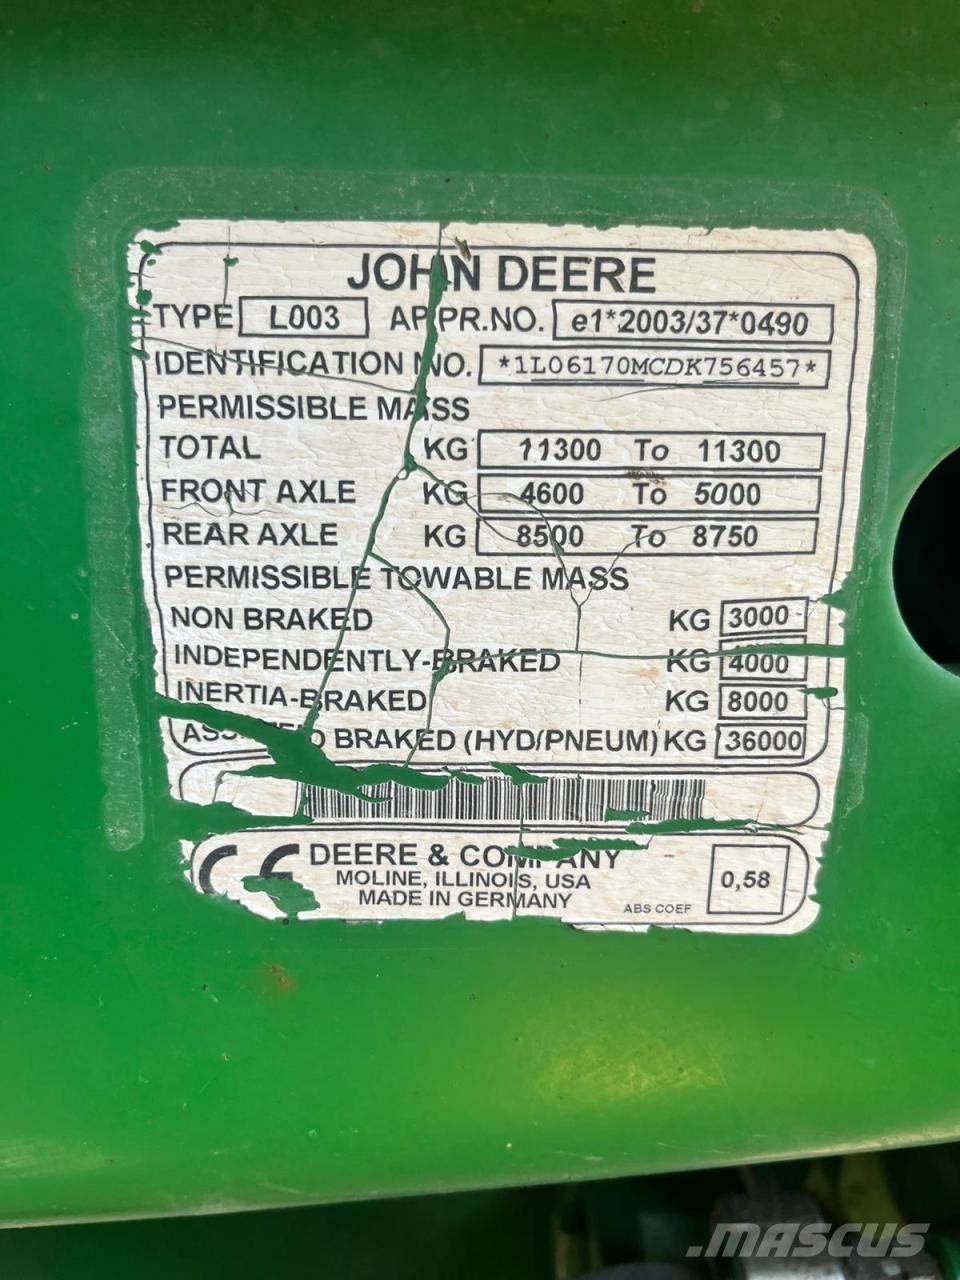 JOHN DEERE
TYPE L003 APPR.NO. e1*2003/37*0490
IDENTIFICATION NO. *1L06170MCDK756457*
PERMISSIBLE MASS
TOTAL KG 11300 To 11300
FRONT AXLE KG 4600 To 5000
REAR AXLE KG 8500 To 8750
PERMISSIBLE TOWABLE MASS
NON BRAKED KG 3000
INDEPENDENTLY-BRAKED KG 4000
INERTIA-BRAKED KG 8000
BRAKED (HYD/PNEUM) KG 36000
CE DEERE & COMPANY
MOLINE, ILLINOIS, USA
MADE IN GERMANY
ABS COEF 0,58
MASCUS